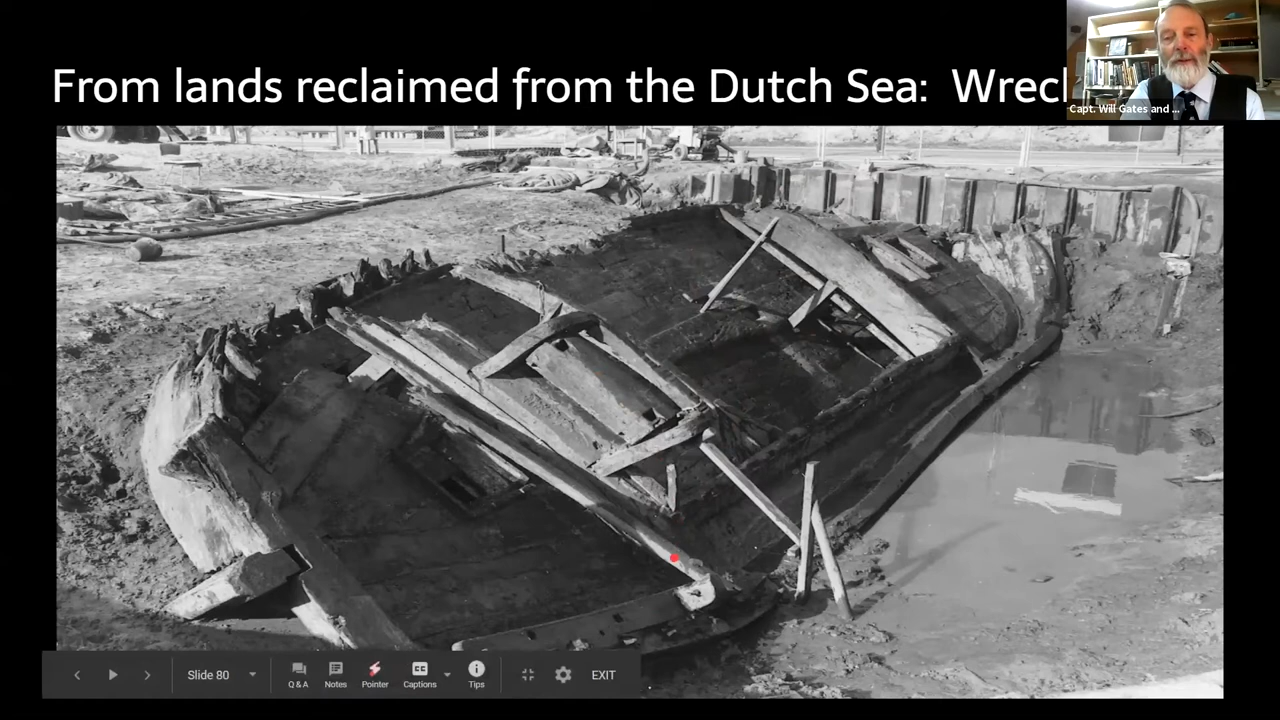 From lands reclaimed from the Dutch Sea:  Wrec
Capt. Will Gates and ...
Slide 80
Q & A
Notes
Pointer
CC
Captions
Tips
EXIT